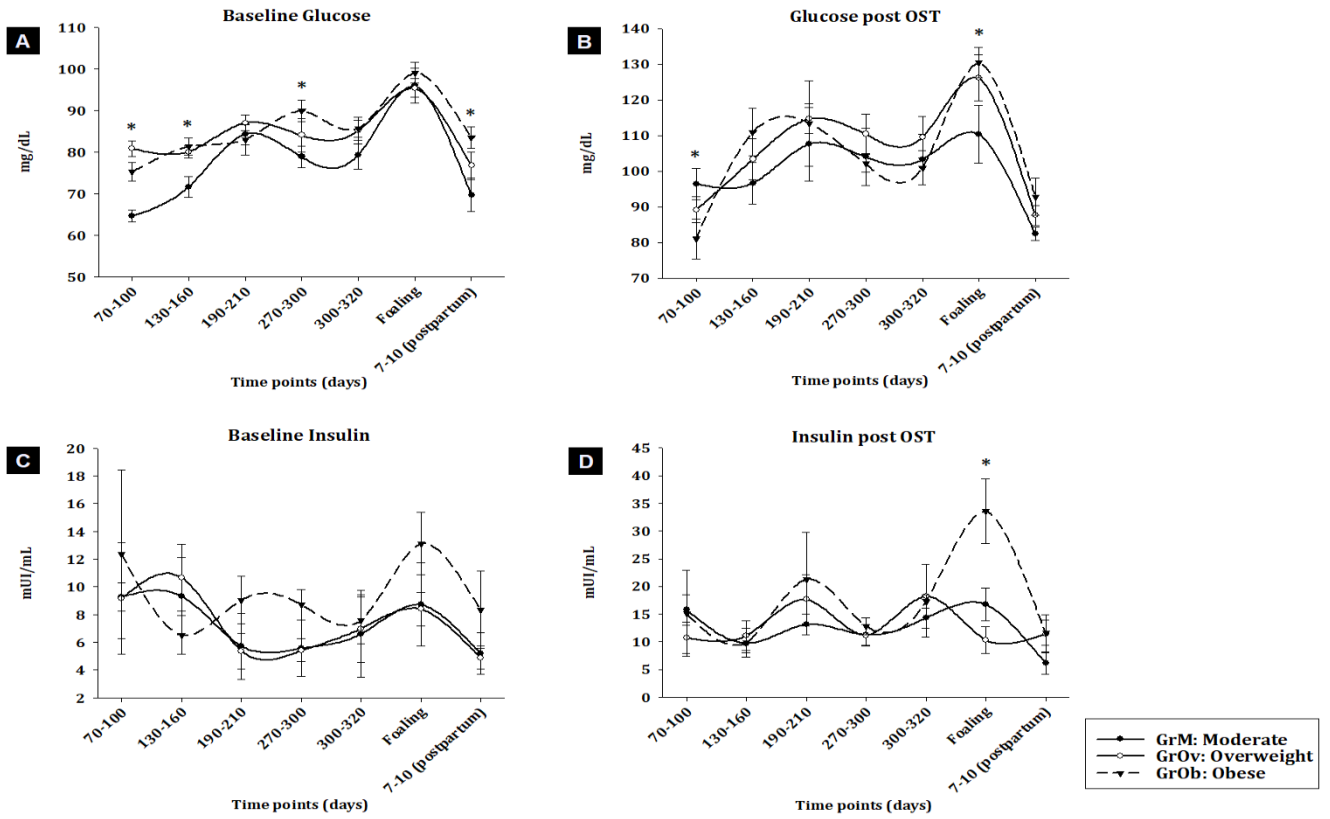 Baseline Glucose
A
mg/dL
110
100
90
80
70
60
50
*
*
*
*
70-100
130-160
190-210
270-300
300-320
Foaling
7-10 (postpartum)
Time points (days)
Glucose post OST
B
mg/dL
140
130
120
110
100
90
80
70
*
*
70-100
130-160
190-210
270-300
300-320
Foaling
7-10 (postpartum)
Time points (days)
Baseline Insulin
C
mUI/mL
20
18
16
14
12
10
8
6
4
2
70-100
130-160
190-210
270-300
300-320
Foaling
7-10 (postpartum)
Time points (days)
Insulin post OST
D
mUI/mL
45
40
35
30
25
20
15
10
5
0
*
70-100
130-160
190-210
270-300
300-320
Foaling
7-10 (postpartum)
Time points (days)
GrM: Moderate
GrOv: Overweight
GrOb: Obese